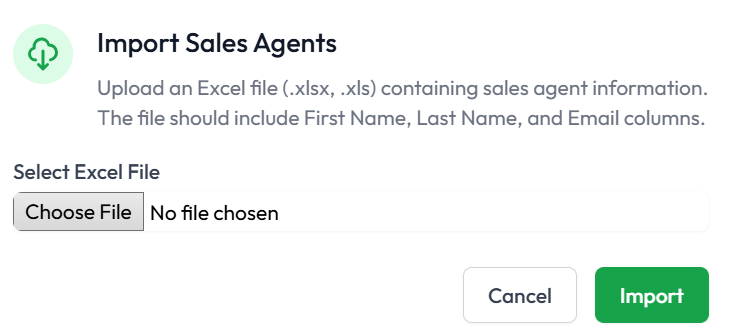 Import Sales Agents
Upload an Excel file (.xlsx, .xls) containing sales agent information.
The file should include First Name, Last Name, and Email columns.
Select Excel File
Choose File No file chosen
Cancel Import